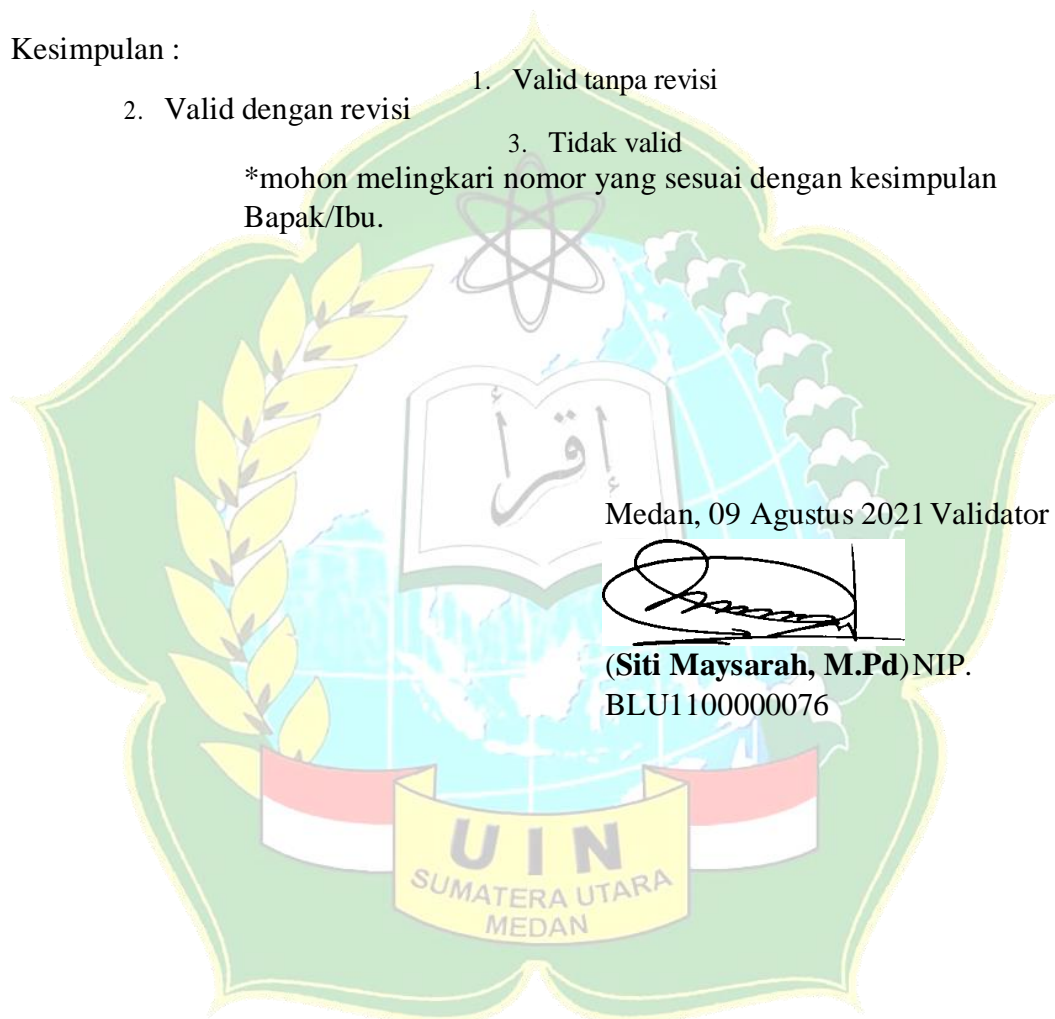 Kesimpulan :
1. Valid tanpa revisi
2. Valid dengan revisi
3. Tidak valid
*mohon melingkari nomor yang sesuai dengan kesimpulan
Bapak/Ibu.
إقرأ
Medan, 09 Agustus 2021 Validator
(Siti Maysarah, M.Pd)NIP.
BLU1100000076
UIN
SUMATERA UTARA
MEDAN